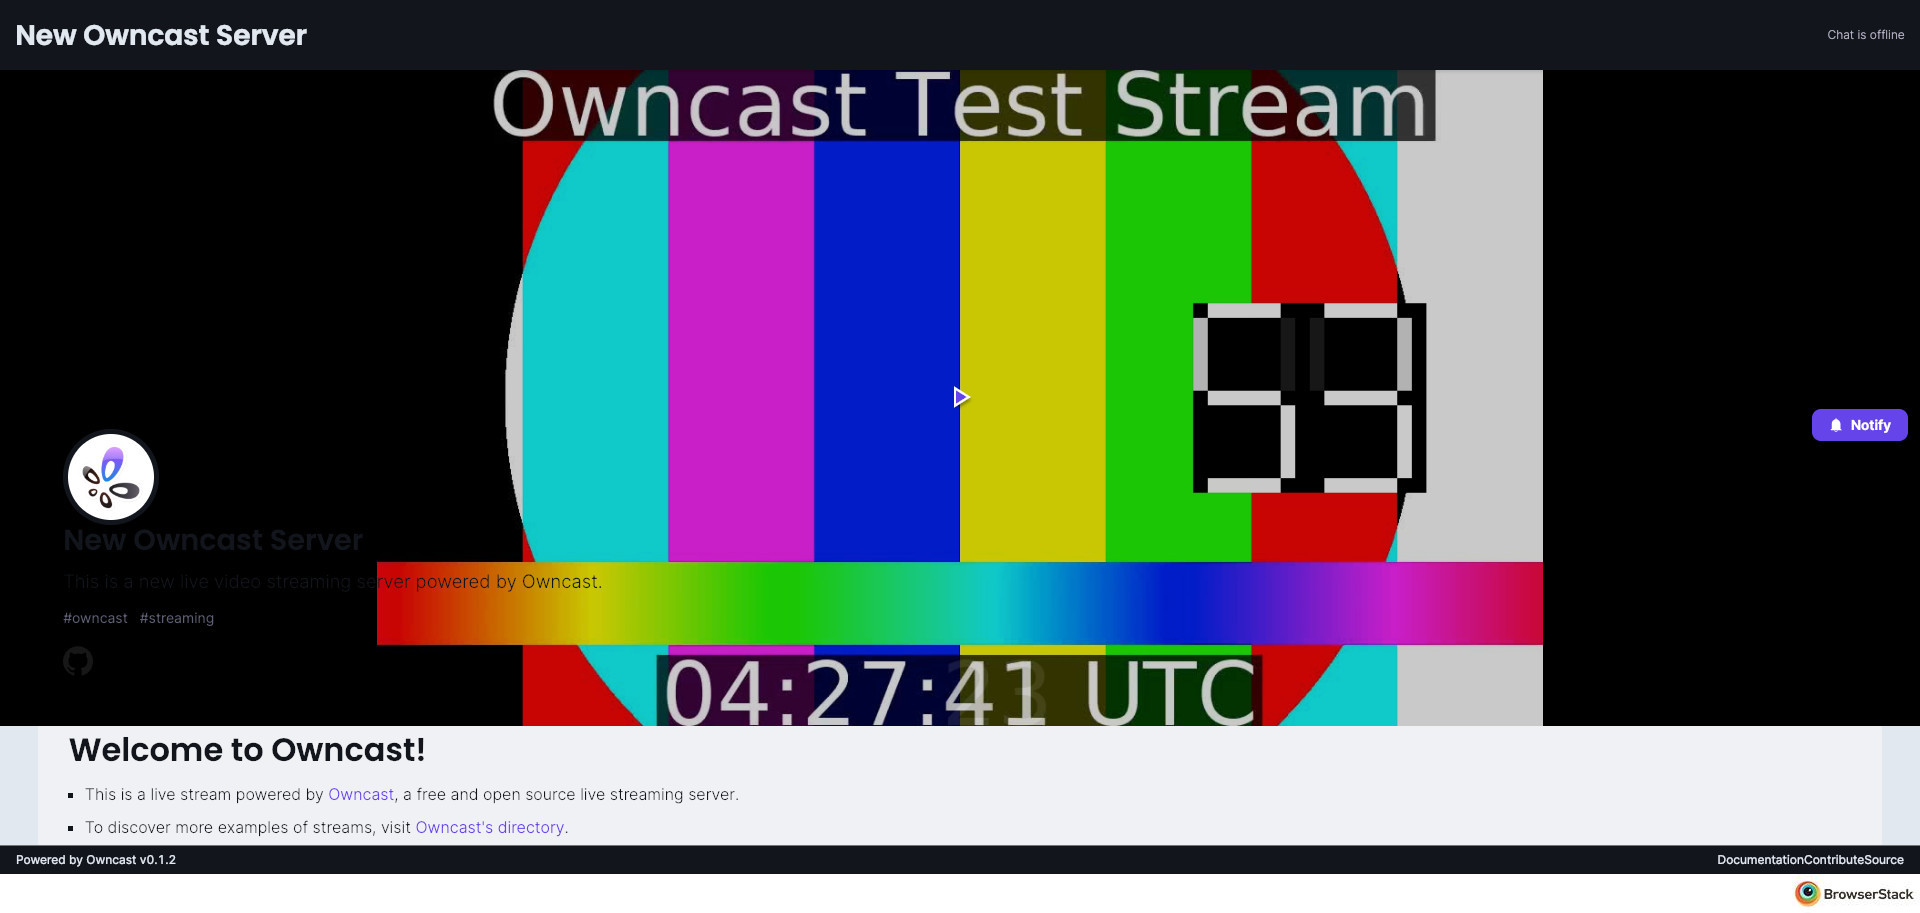 New Owncast Server
Chat is offline
Owncast Test Stream
59
Notify
New Owncast Server
This is a new live video streaming server powered by Owncast.
#owncast #streaming
04:27:41 UTC
Welcome to Owncast!
This is a live stream powered by Owncast, a free and open source live streaming server.
To discover more examples of streams, visit Owncast's directory.
Powered by Owncast v0.1.2
DocumentationContributeSource
BrowserStack